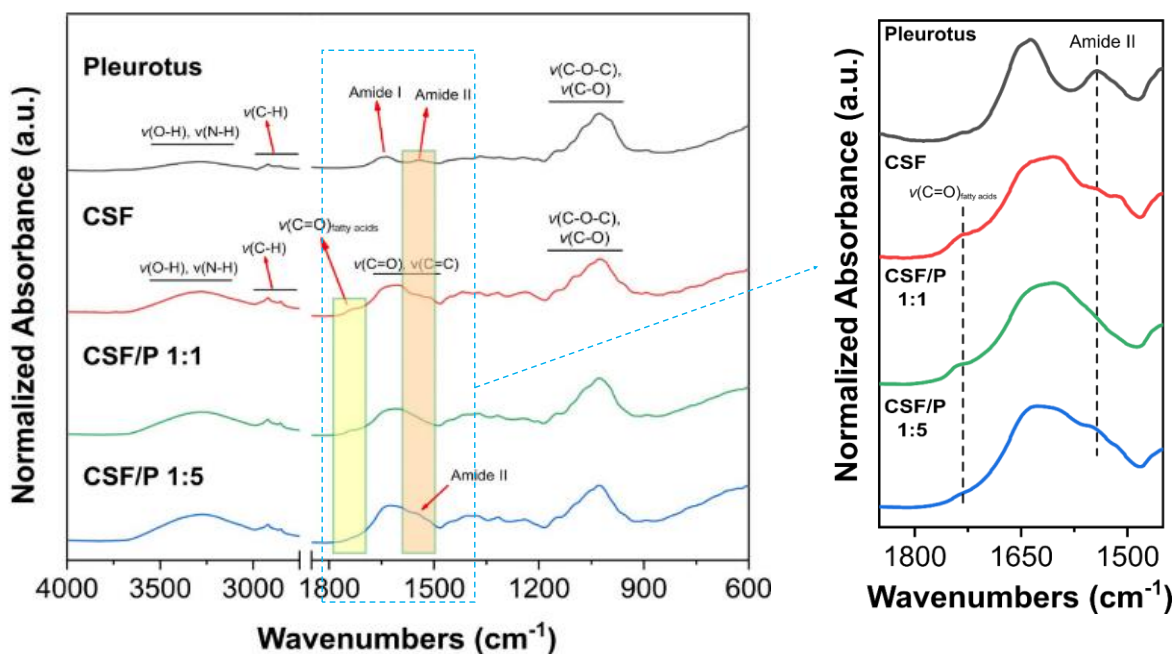 Normalized Absorbance (a.u.)
Pleurotus
ν(O-H), ν(N-H)
ν(C-H)
Amide I
Amide II
ν(C-O-C),
ν(C-O)
CSF
ν(O-H), ν(N-H)
ν(C-H)
ν(C=O)fatty acids
ν(C=O), ν(C=C)
ν(C-O-C),
ν(C-O)
CSF/P 1:1
CSF/P 1:5
Amide II
4000 3500 3000 1800 1500 1200 900 600
Wavenumbers (cm-1)
Normalized Absorbance (a.u.)
Pleurotus
Amide II
CSF
ν(C=O)fatty acids
CSF/P
1:1
CSF/P
1:5
1800 1650 1500
Wavenumbers (cm-1)